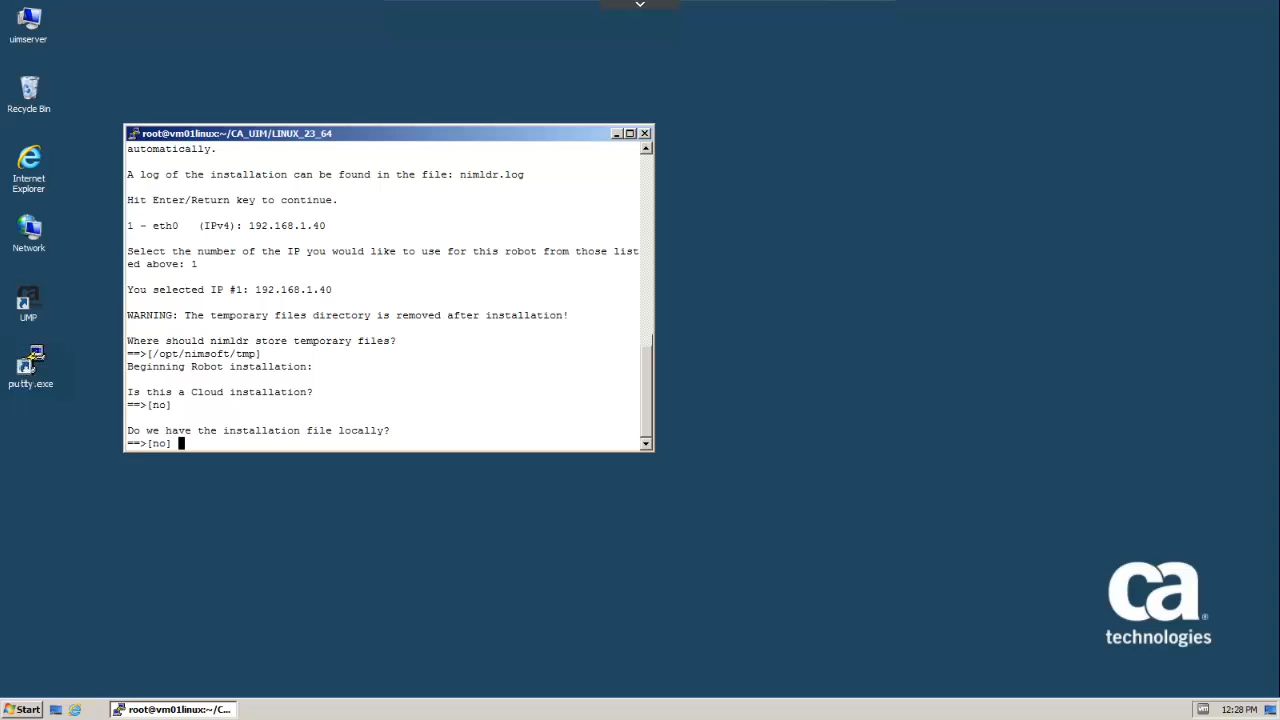 uimserver
Recycle Bin
Internet
Explorer
Network
UMP
putty.exe
root@vm01linux:~/CA_UIM/LINUX_23_64
automatically.
A log of the installation can be found in the file: nimldr.log
Hit Enter/Return key to continue.
1 - eth0   (IPv4): 192.168.1.40
Select the number of the IP you would like to use for this robot from those list
ed above: 1
You selected IP #1: 192.168.1.40
WARNING: The temporary files directory is removed after installation!
Where should nimldr store temporary files?
==>[/opt/nimsoft/tmp]
Beginning Robot installation:
Is this a Cloud installation?
==>[no]
Do we have the installation file locally?
==>[no]
ca
technologies
Start
root@vm01linux:~/C...
vm
12:28 PM